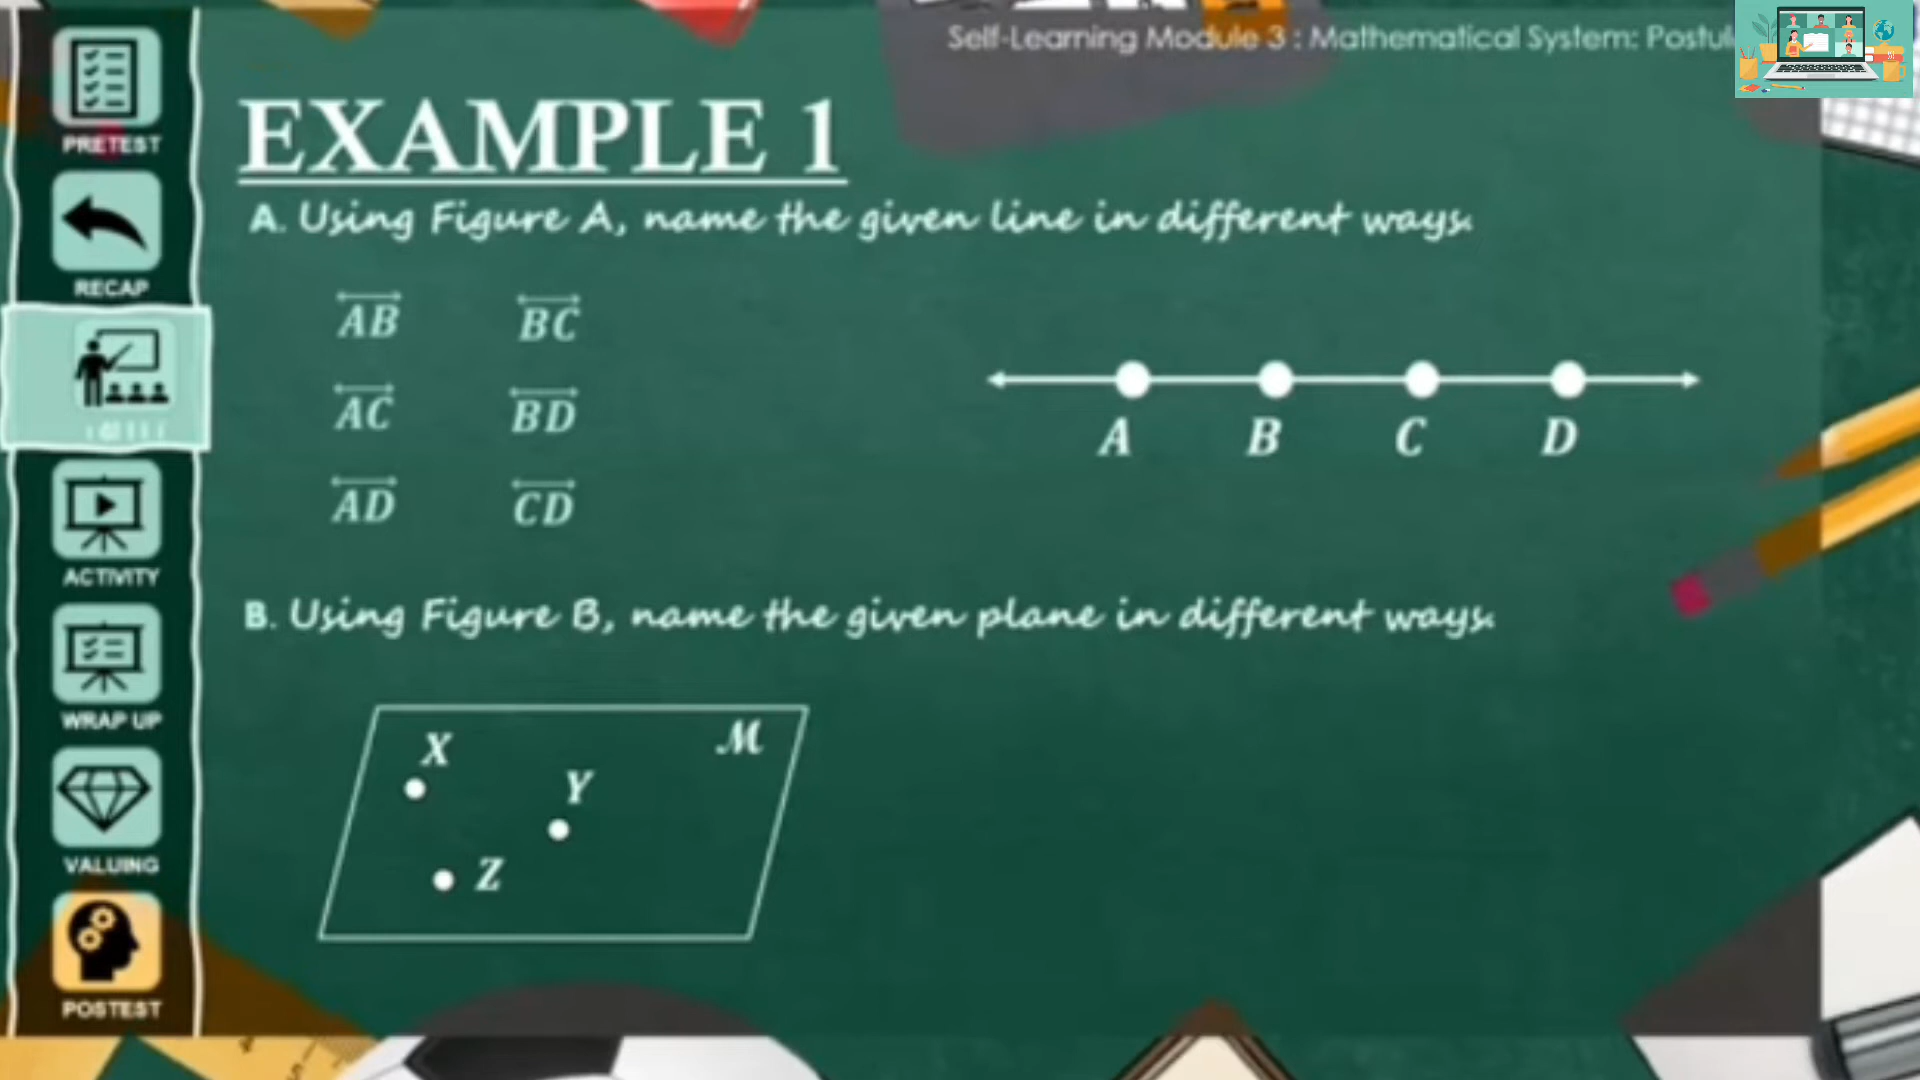 Self-Learning Module 3 : Mathematical System:
EXAMPLE 1
A. Using Figure A, name the given line in different ways.
AB BC
AC BD
AD CD
A B C D
B. Using Figure B, name the given plane in different ways.
X M
Y
Z
PRETEST
RECAP
ACTIVITY
WRAP UP
VALUING
POSTEST